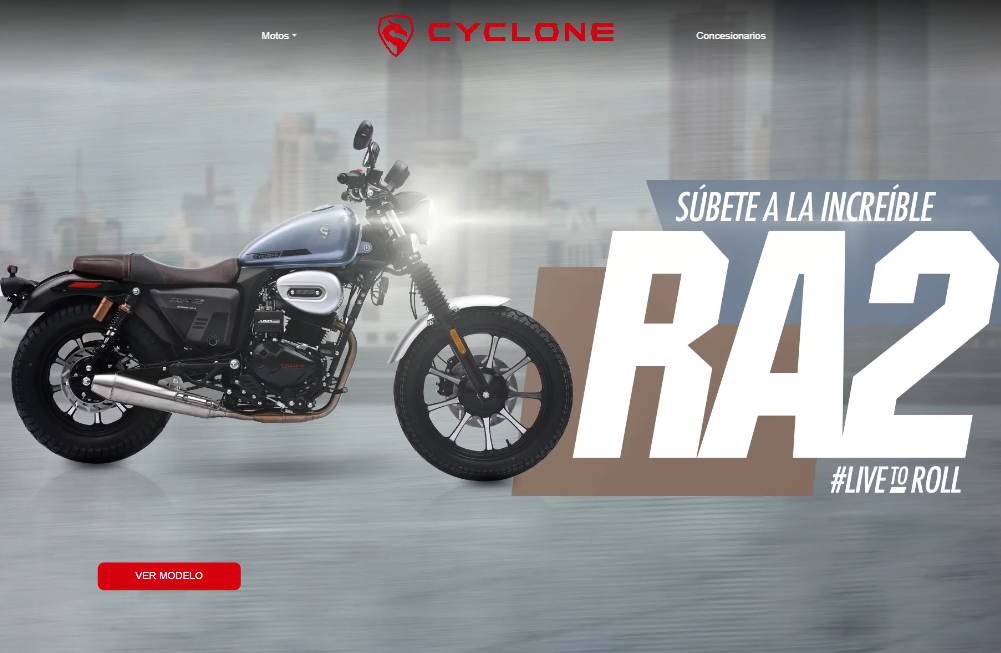 Motos
CYCLONE
Concesionarios
SÚBETE A LA INCREÍBLE
RA2
#LIVE TO ROLL
VER MODELO